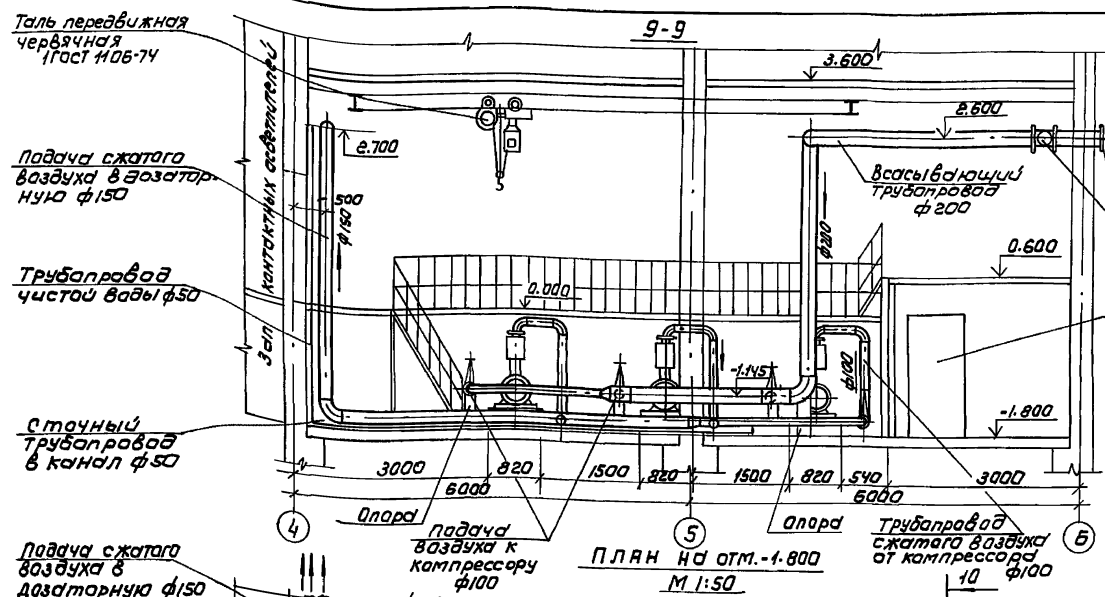 9-9
Таль передвижная
червячная
1 ГОСТ 1106-74
Зал контактных осветлителей
3.600
2.600
2.700
Подача сжатого
воздуха в дозатор-
ную ф150
500
ф150
Всасывающий
трубопровод
ф200
ф200
0.600
Трубопровод
чистой воды ф50
0.000
-1.145
ф100
-1.800
Сточный
трубопровод
в канал ф50
3000
820
1500
820
1500
820
540
3000
6000
6000
4
Опора
Подача
воздуха к
компрессору
ф100
5
Опора
Трубопровод
сжатого воздуха
от компрессора
ф100
6
План на отм. -1.800
М 1:50
Подача сжатого
воздуха в
дозаторную ф150
10